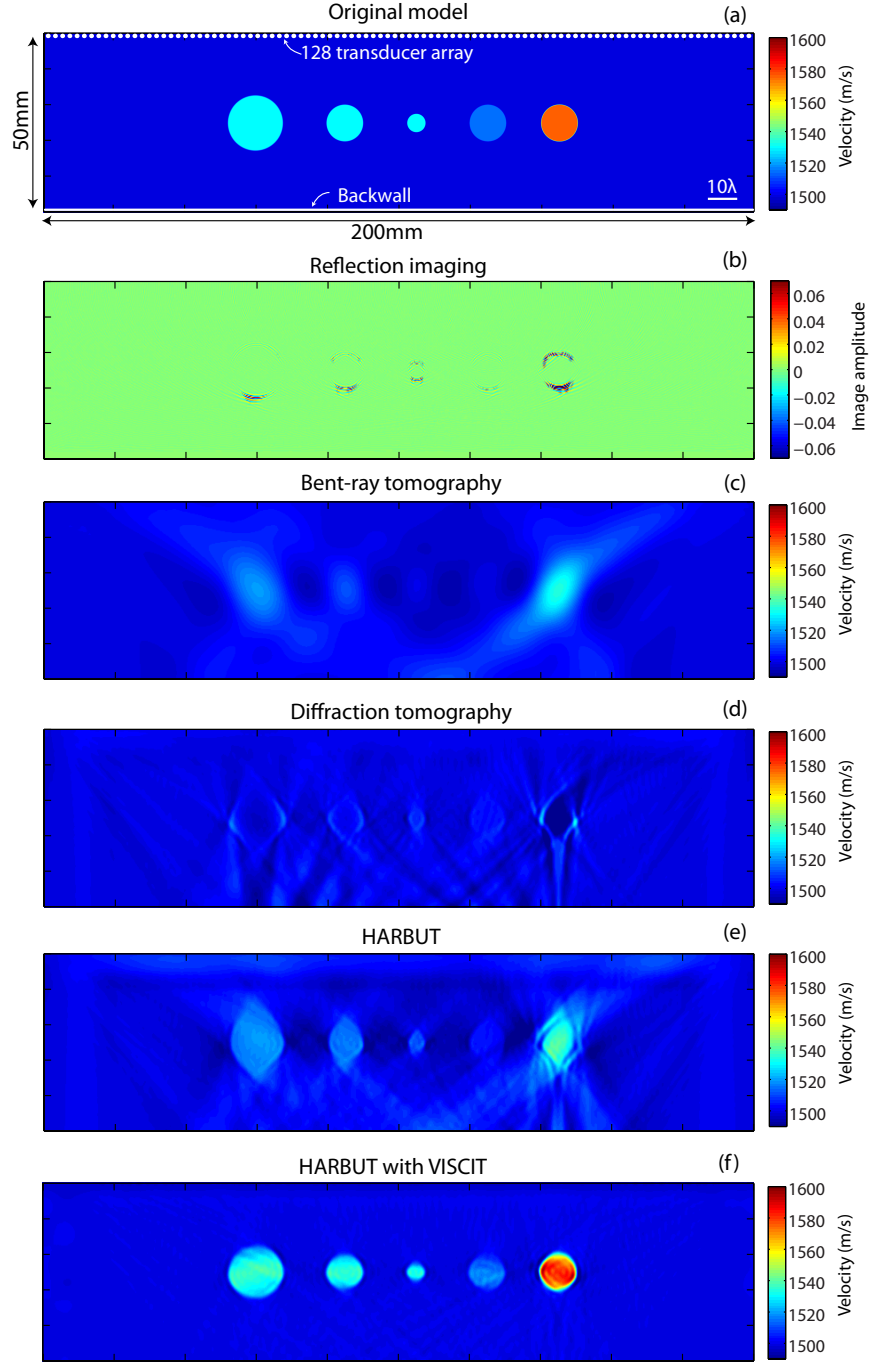 Original model
(a)
128 transducer array
50mm
Backwall
10λ
200mm
1600
1580
1560
1540
1520
1500
Velocity (m/s)
Reflection imaging
(b)
0.06
0.04
0.02
0
−0.02
−0.04
−0.06
Image amplitude
Bent-ray tomography
(c)
1600
1580
1560
1540
1520
1500
Velocity (m/s)
Diffraction tomography
(d)
1600
1580
1560
1540
1520
1500
Velocity (m/s)
HARBUT
(e)
1600
1580
1560
1540
1520
1500
Velocity (m/s)
HARBUT with VISCIT
(f)
1600
1580
1560
1540
1520
1500
Velocity (m/s)